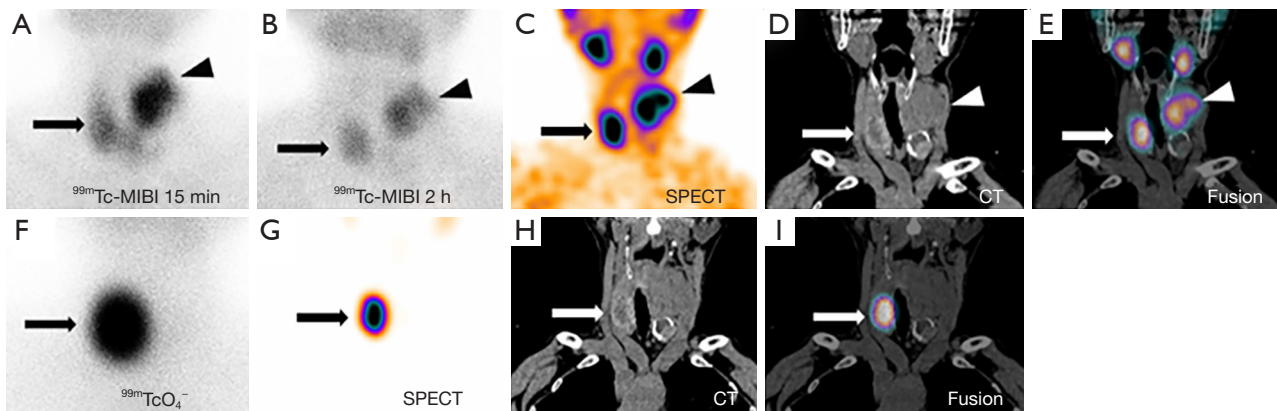 A
B
C
D
E
⁹⁹ᵐTc-MIBI 15 min
⁹⁹ᵐTc-MIBI 2 h
SPECT
CT
Fusion
F
G
H
I
⁹⁹ᵐTcO₄⁻
SPECT
CT
Fusion